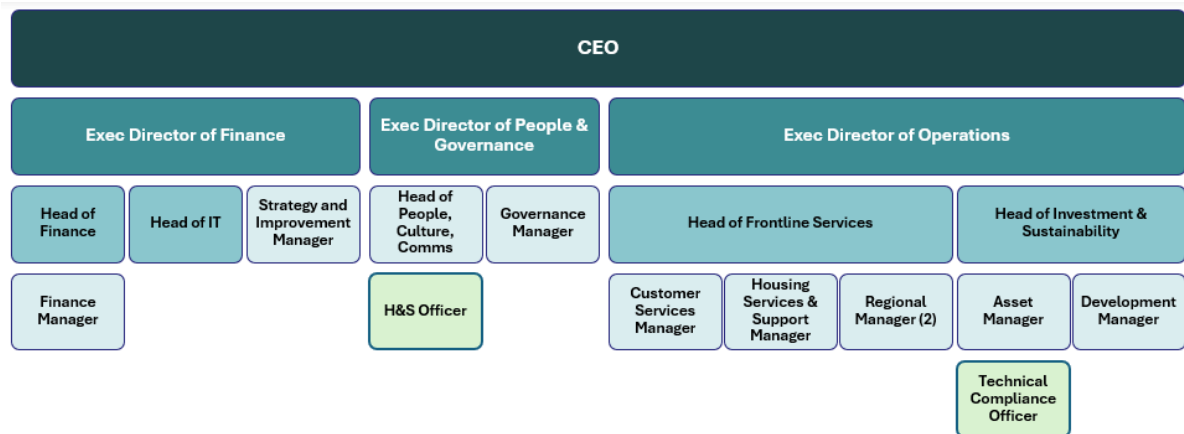 CEO
Exec Director of Finance
Exec Director of People &
Governance
Exec Director of Operations
Head of
Finance
Head of IT
Strategy and
Improvement
Manager
Head of
People,
Culture,
Comms
Governance
Manager
Head of Frontline Services
Head of Investment &
Sustainability
Finance
Manager
H&S Officer
Customer
Services
Manager
Housing
Services &
Support
Manager
Regional
Manager (2)
Asset
Manager
Development
Manager
Technical
Compliance
Officer